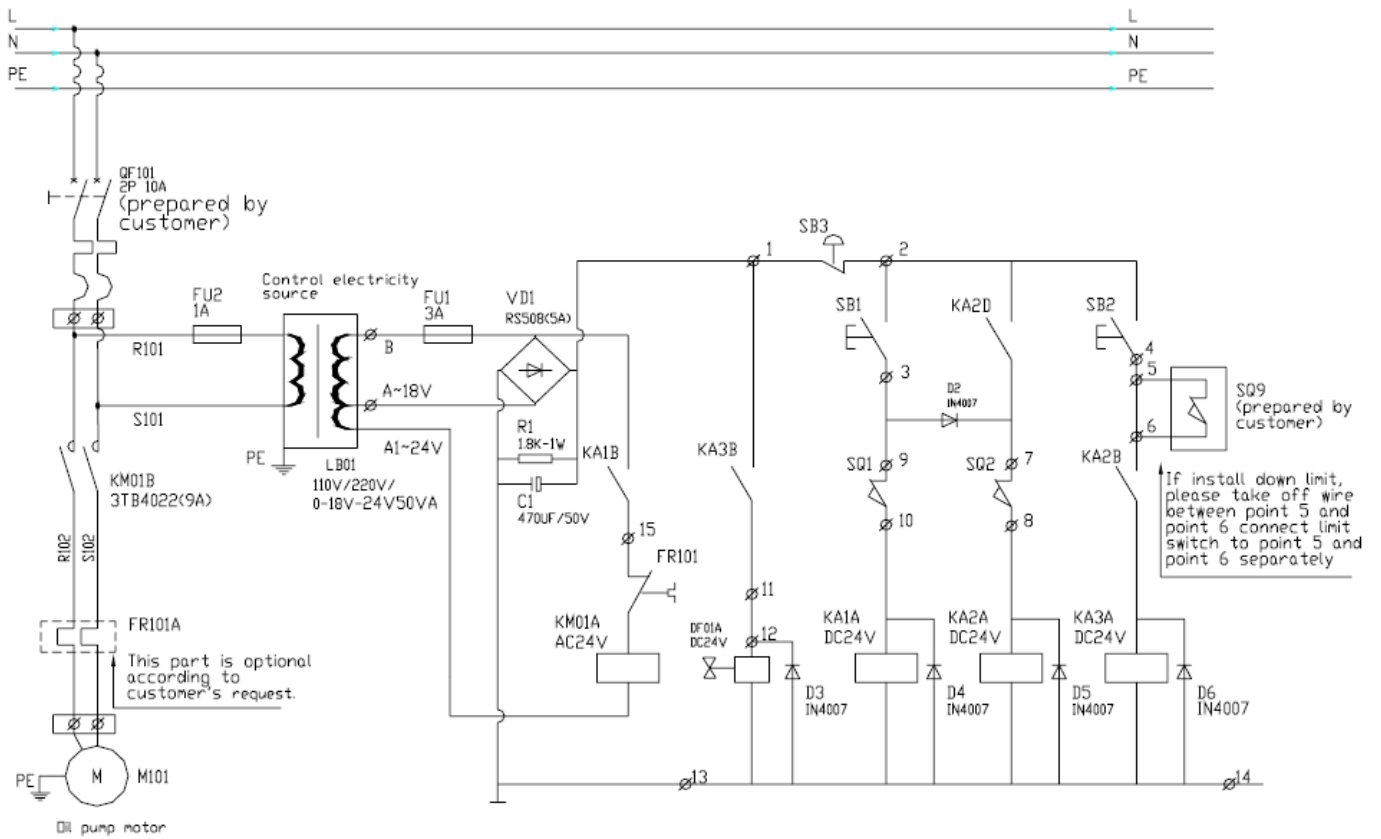 L
L
N
N
PE
PE
QF101
2P 10A
(prepared by
customer)
SB3
1
2
Control electricity
source
FU2
1A
FU1
3A
VD1
RS508(5A)
SB1
KA2D
SB2
R101
B
4
5
3
SQ9
(prepared by
customer)
D2
IN4007
A~18V
S101
R1
1.8K-1W
6
A1~24V
KA1B
KA3B
PE
LB01
110V/220V/
0-18V-24V50VA
SQ1
9
SQ2
7
KA2B
KM01B
3TB4022(9A)
C1
470UF/50V
If install down limit,
please take off wire
between point 5 and
point 6 connect limit
switch to point 5 and
point 6 separately
10
8
15
R102
S102
FR101
11
FR101A
KM01A
AC24V
DF01A
DC24V
12
KA1A
DC24V
KA2A
DC24V
KA3A
DC24V
This part is optional
according to
customer's request.
D3
IN4007
D4
IN4007
D5
IN4007
D6
IN4007
PE
M
M101
13
14
Oil pump motor